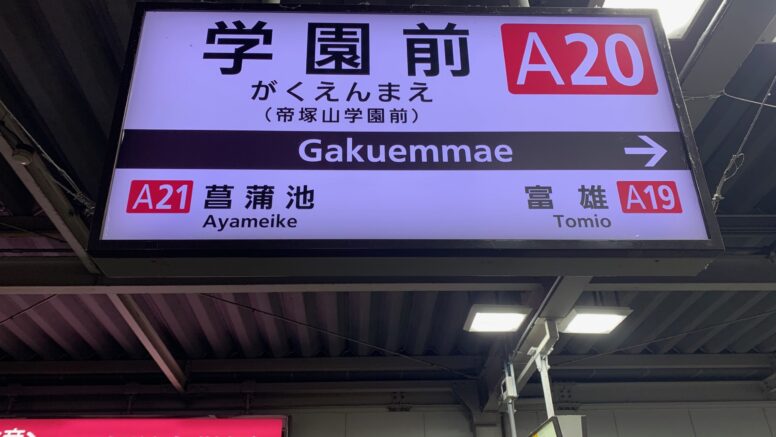 学園前 A20
がくえんまえ
(帝塚山学園前)
Gakuemmae →
A21 菖蒲池 富雄 A19
Ayameike Tomio